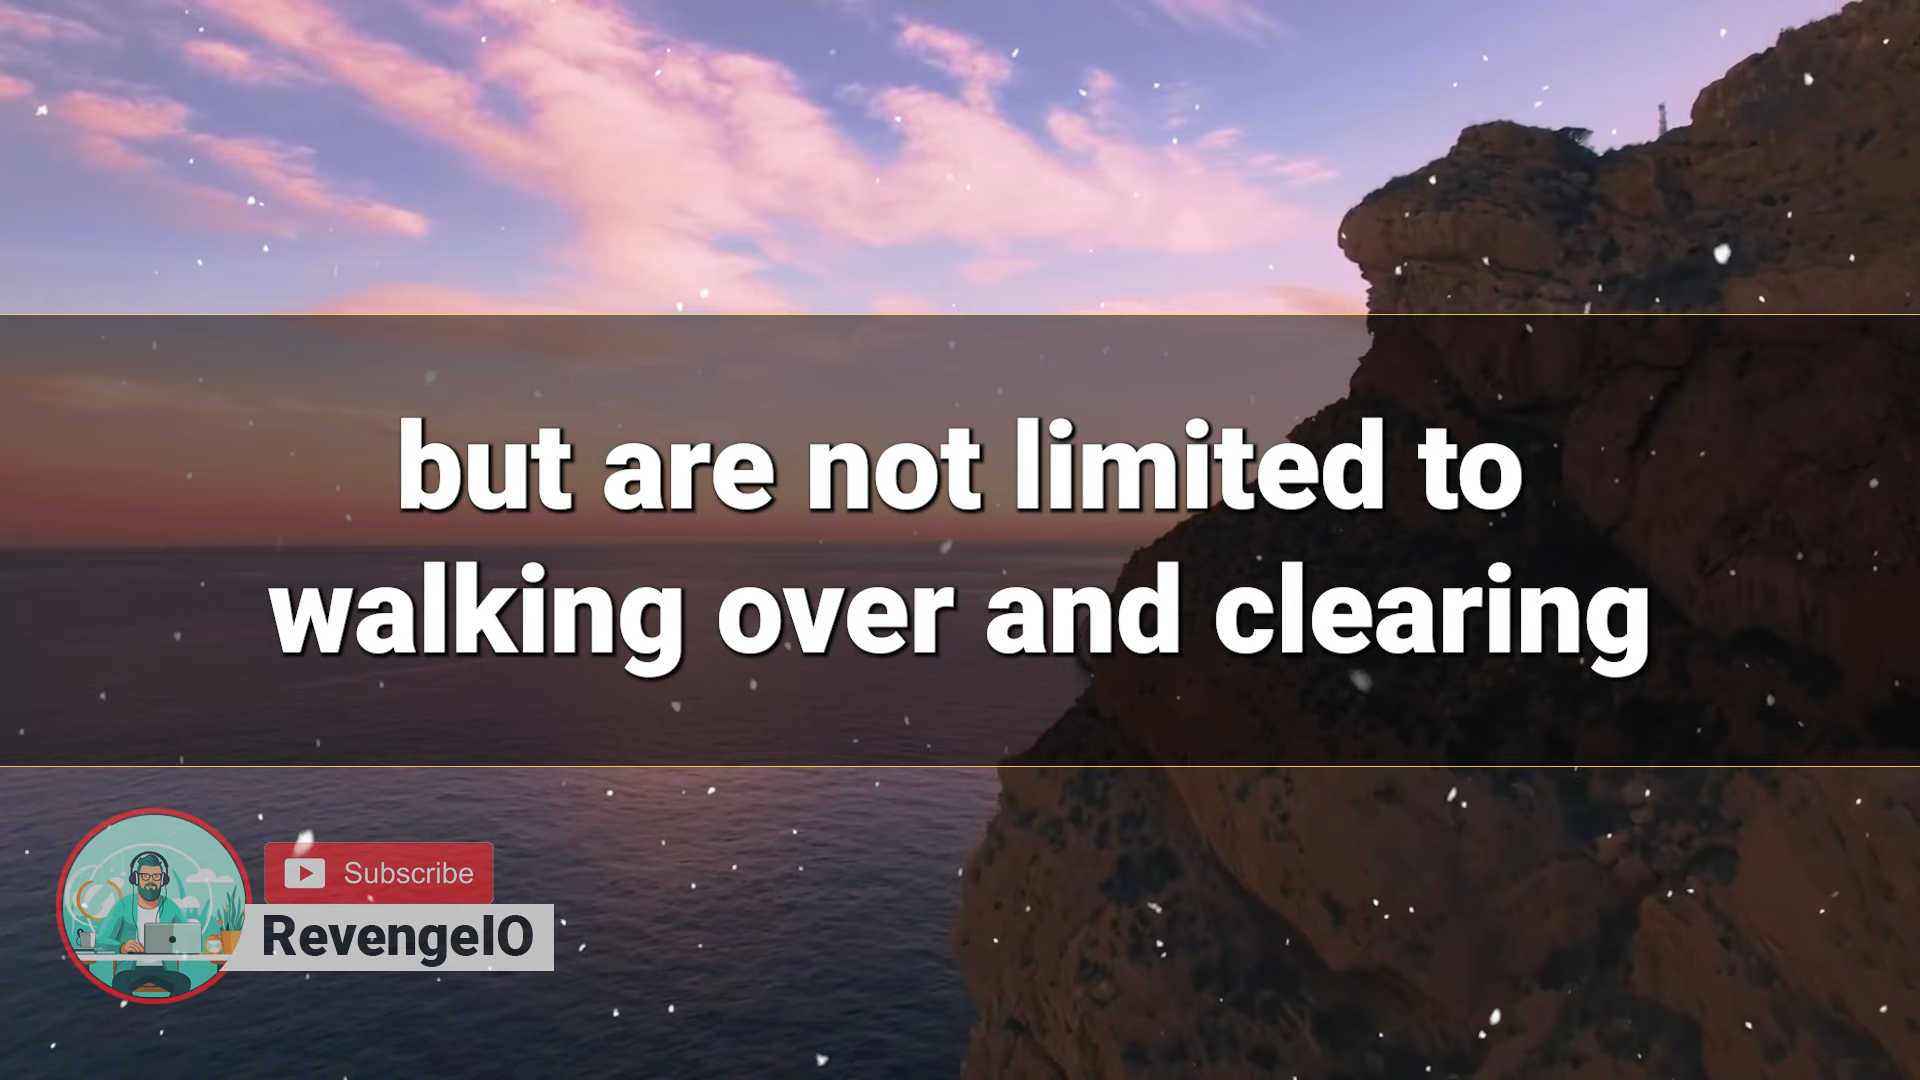 but are not limited to
walking over and clearing
Subscribe
RevengeIO